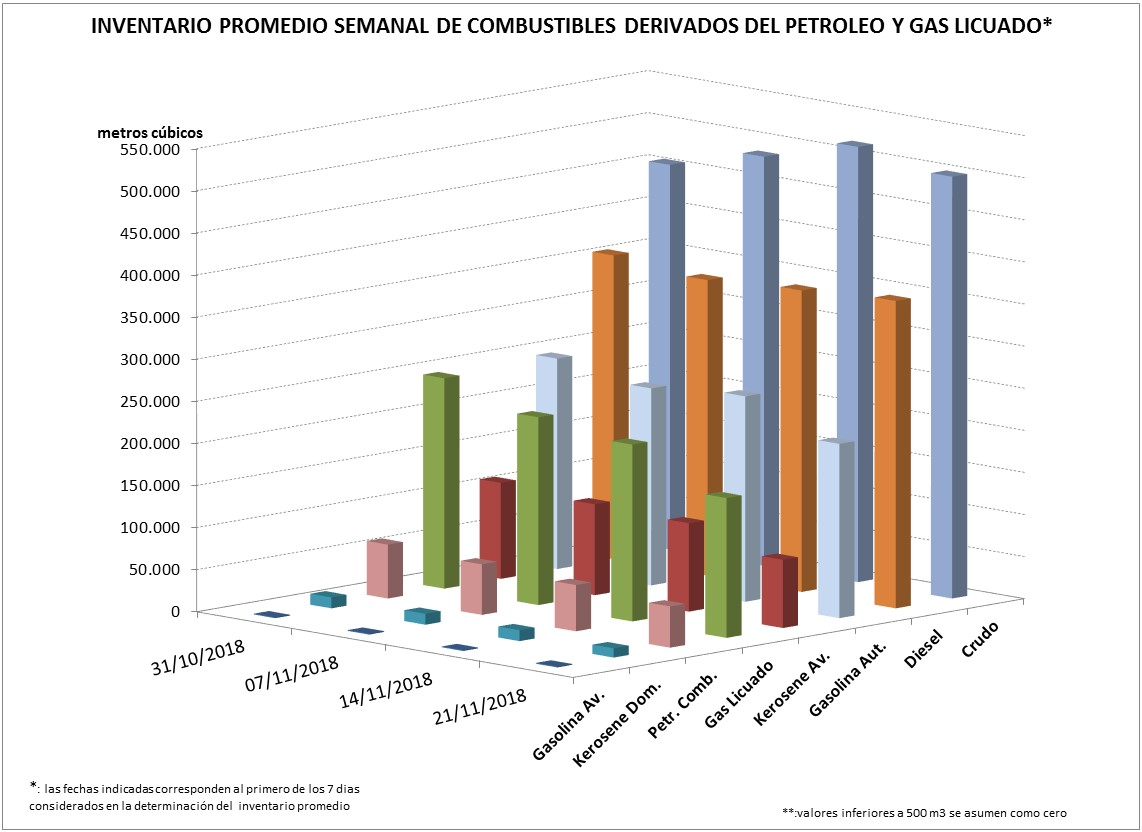 INVENTARIO PROMEDIO SEMANAL DE COMBUSTIBLES DERIVADOS DEL PETROLEO Y GAS LICUADO*
metros cúbicos
550.000
500.000
450.000
400.000
350.000
300.000
250.000
200.000
150.000
100.000
50.000
0
31/10/2018
07/11/2018
14/11/2018
21/11/2018
Gasolina Av.
Kerosene Dom.
Petr. Comb.
Gas Licuado
Kerosene Av.
Gasolina Aut.
Diesel
Crudo
*: las fechas indicadas corresponden al primero de los 7 dias
considerados en la determinación del inventario promedio
**:valores inferiores a 500 m3 se asumen como cero